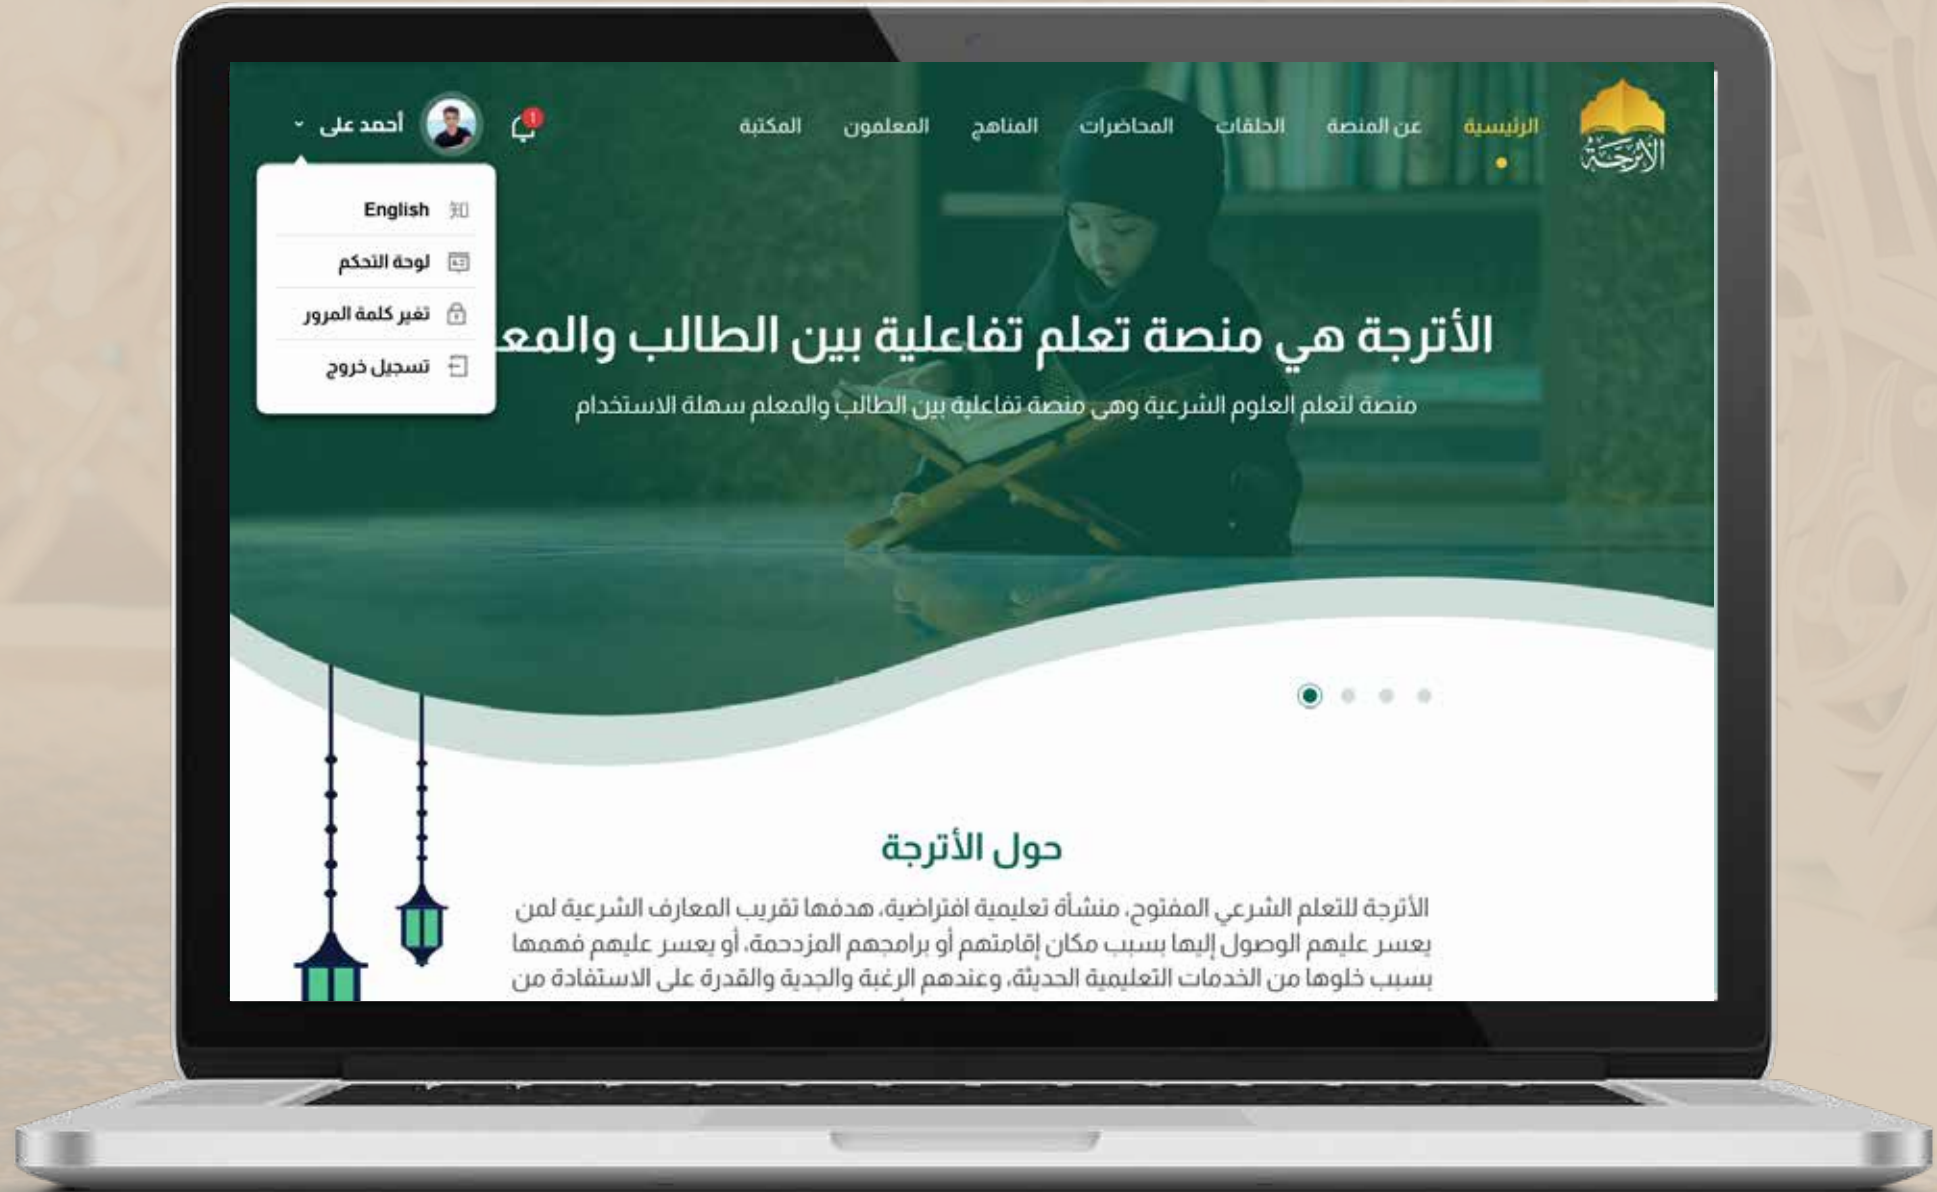 الأترجة
الرئيسية عن المنصة الحلقات المحاضرات المناهج المعلمون المكتبة 1 أحمد على
English
لوحة التحكم
تغير كلمة المرور
تسجيل خروج
الأترجة هي منصة تعلم تفاعلية بين الطالب والمع
منصة لتعلم العلوم الشرعية وهى منصة تفاعلية بين الطالب والمعلم سهلة الاستخدام
حول الأترجة
الأترجة للتعلم الشرعي المفتوح، منشأة تعليمية افتراضية، هدفها تقريب المعارف الشرعية لمن
يعسر عليهم الوصول إليها بسبب مكان إقامتهم أو برامجهم المزدحمة، أو يعسر عليهم فهمها
بسبب خلوها من الخدمات التعليمية الحديثة، وعندهم الرغبة والجدية والقدرة على الاستفادة من